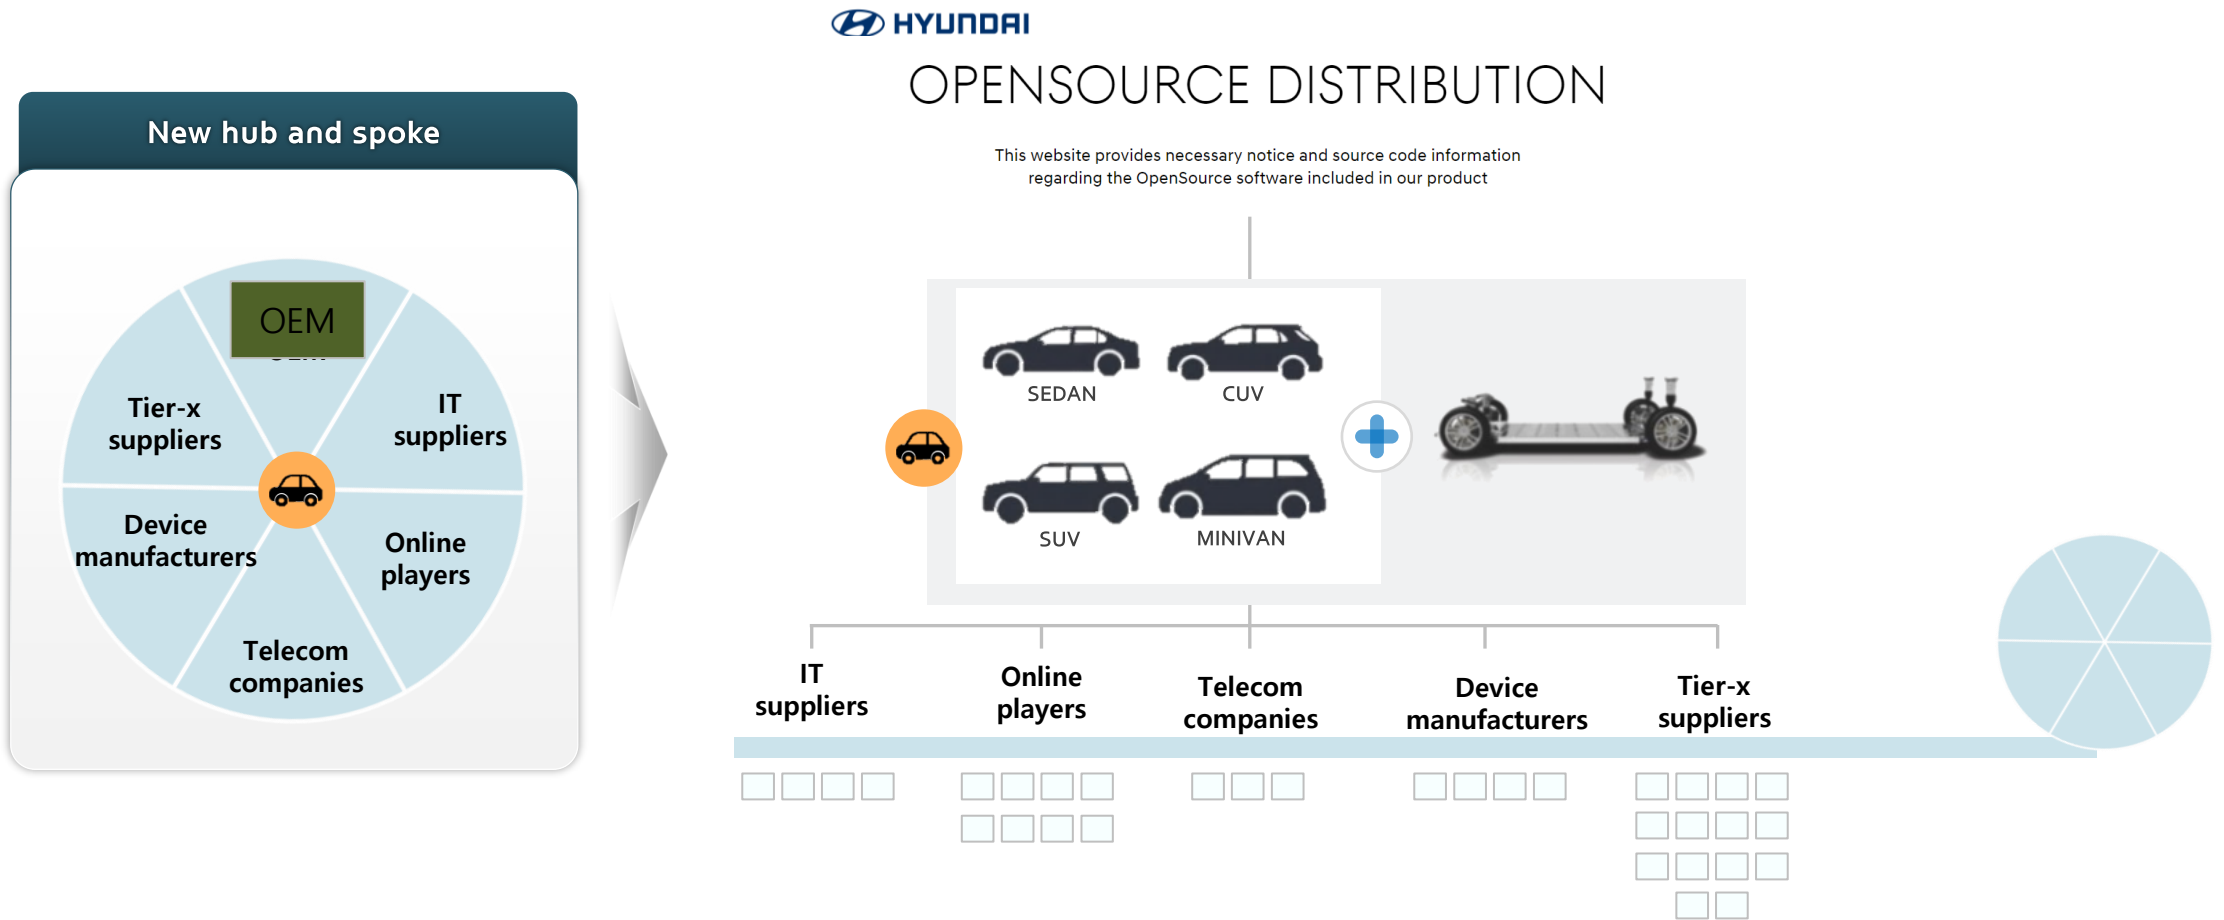 HYUNDAI
OPENSOURCE DISTRIBUTION
This website provides necessary notice and source code information
regarding the OpenSource software included in our product
New hub and spoke
OEM
Tier-x
suppliers
IT
suppliers
Device
manufacturers
Online
players
Telecom
companies
SEDAN
CUV
SUV
MINIVAN
IT
suppliers
Online
players
Telecom
companies
Device
manufacturers
Tier-x
suppliers